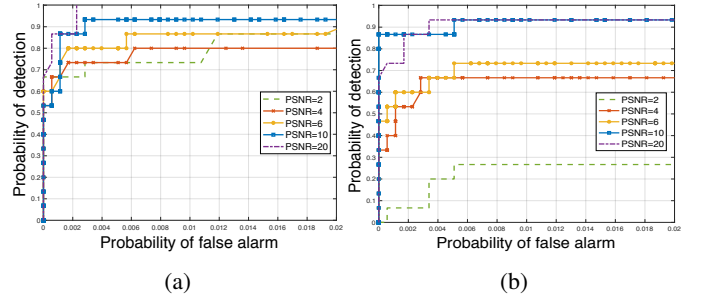 1
0.9
0.8
0.7
0.6
0.5
0.4
0.3
0.2
0.1
0
Probability of detection
PSNR=2
PSNR=4
PSNR=6
PSNR=10
PSNR=20
0 0.002 0.004 0.006 0.008 0.01 0.012 0.014 0.016 0.018 0.02
Probability of false alarm
(a)
1
0.9
0.8
0.7
0.6
0.5
0.4
0.3
0.2
0.1
0
Probability of detection
PSNR=2
PSNR=4
PSNR=6
PSNR=10
PSNR=20
0 0.002 0.004 0.006 0.008 0.01 0.012 0.014 0.016 0.018 0.02
Probability of false alarm
(b)